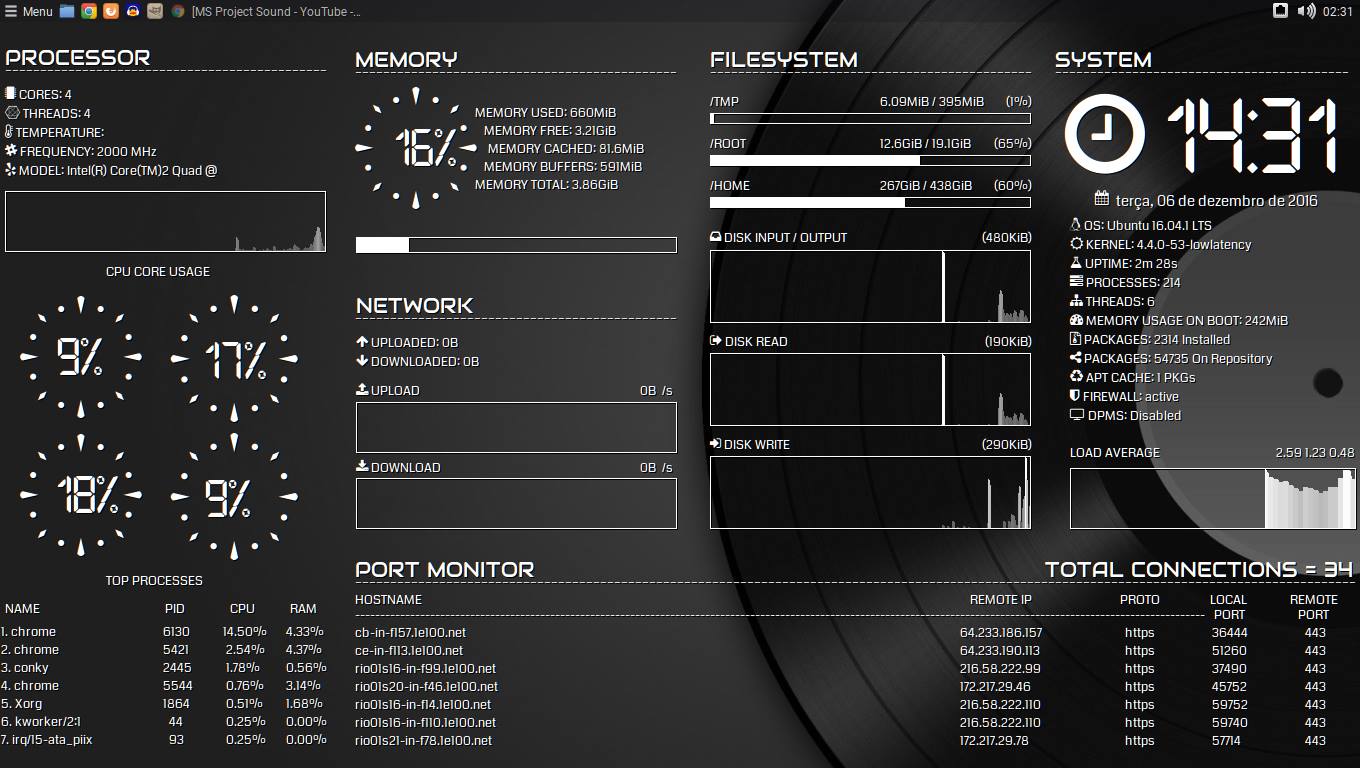 Menu [MS Project Sound - YouTube -... 02:31
PROCESSOR
CORES: 4
THREADS: 4
TEMPERATURE:
FREQUENCY: 2000 MHz
MODEL: Intel(R) Core(TM)2 Quad @
CPU CORE USAGE
9%
17%
18%
9%
TOP PROCESSES
NAME PID CPU RAM
1. chrome 6130 14.50% 4.33%
2. chrome 5421 2.54% 4.37%
3. conky 2445 1.78% 0.56%
4. chrome 5544 0.76% 3.14%
5. Xorg 1864 0.51% 1.68%
6. kworker/2:1 44 0.25% 0.00%
7. irq/15-ata_piix 93 0.25% 0.00%
MEMORY
16%
MEMORY USED: 660MiB
MEMORY FREE: 3.21GiB
MEMORY CACHED: 81.6MiB
MEMORY BUFFERS: 591MiB
MEMORY TOTAL: 3.86GiB
NETWORK
UPLOADED: 0B
DOWNLOADED: 0B
UPLOAD 0B /s
DOWNLOAD 0B /s
FILESYSTEM
/TMP 6.09MiB / 395MiB (1%)
/ROOT 12.6GiB / 19.1GiB (65%)
/HOME 267GiB / 438GiB (60%)
DISK INPUT / OUTPUT (480KiB)
DISK READ (190KiB)
DISK WRITE (290KiB)
SYSTEM
14:31
terça, 06 de dezembro de 2016
OS: Ubuntu 16.04.1 LTS
KERNEL: 4.4.0-53-lowlatency
UPTIME: 2m 28s
PROCESSES: 214
THREADS: 6
MEMORY USAGE ON BOOT: 242MiB
PACKAGES: 2314 Installed
PACKAGES: 54735 On Repository
APT CACHE: 1 PKGs
FIREWALL: active
DPMS: Disabled
LOAD AVERAGE 2.59 1.23 0.48
PORT MONITOR TOTAL CONNECTIONS = 34
HOSTNAME REMOTE IP PROTO LOCAL REMOTE
PORT PORT
cb-in-f157.1e100.net 64.233.186.157 https 36444 443
ce-in-f113.1e100.net 64.233.190.113 https 51260 443
rio01s16-in-f99.1e100.net 216.58.222.99 https 37490 443
rio01s20-in-f46.1e100.net 172.217.29.46 https 45752 443
rio01s16-in-f14.1e100.net 216.58.222.110 https 59752 443
rio01s16-in-f110.1e100.net 216.58.222.110 https 59740 443
rio01s21-in-f78.1e100.net 172.217.29.78 https 57714 443